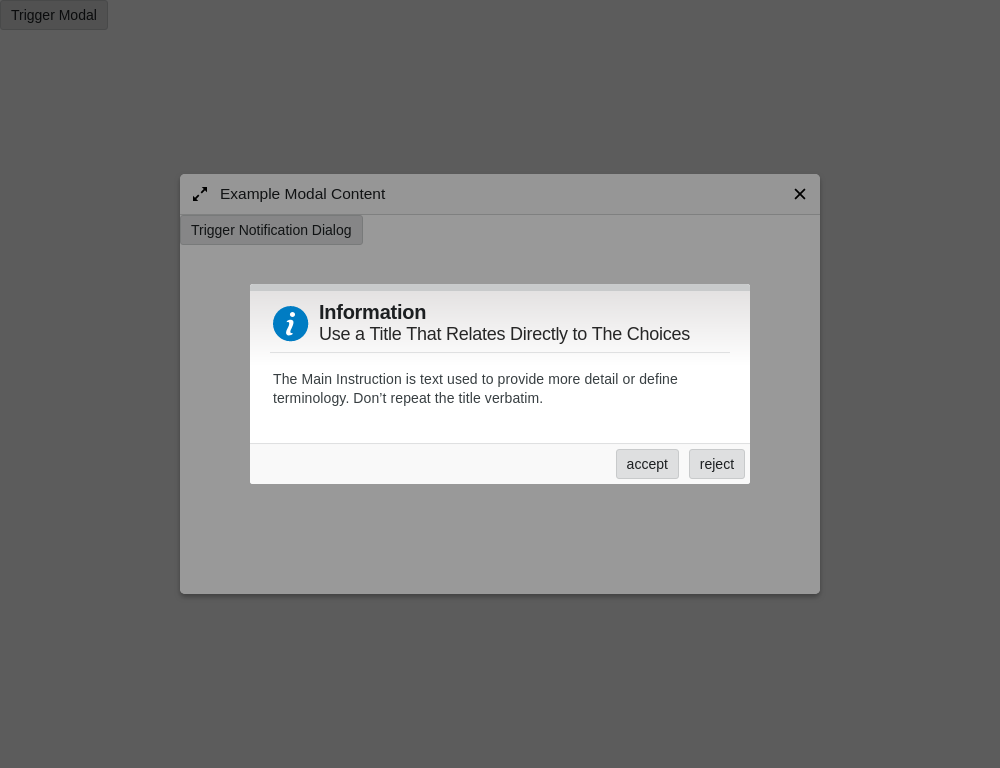 Trigger Modal
Example Modal Content
Trigger Notification Dialog
Information
Use a Title That Relates Directly to The Choices
The Main Instruction is text used to provide more detail or define
terminology. Don’t repeat the title verbatim.
accept reject